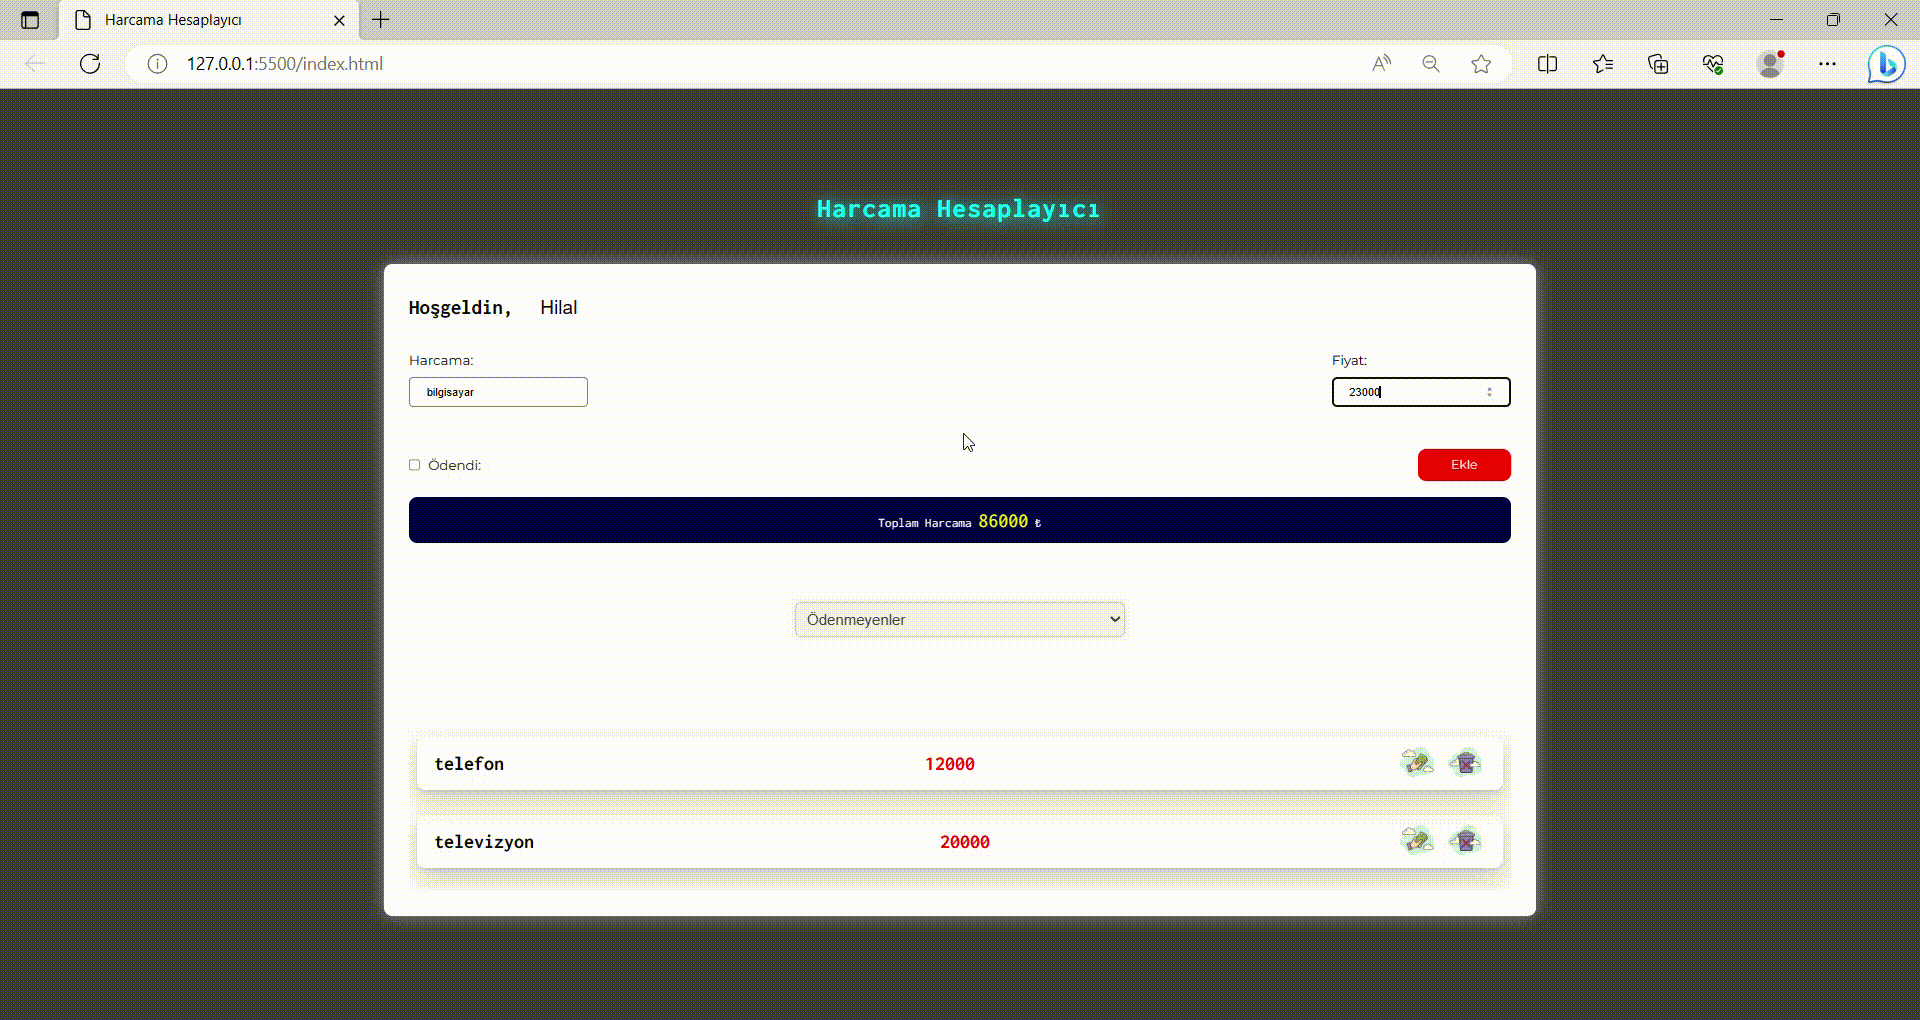 Harcama Hesaplayıcı
127.0.0.1:5500/index.html
Harcama Hesaplayıcı
Hoşgeldin, Hilal
Harcama: Fiyat:
bilgisayar 23000
Ödendi: Ekle
Toplam Harcama 86000 ₺
Ödenmeyenler
telefon 12000
televizyon 20000